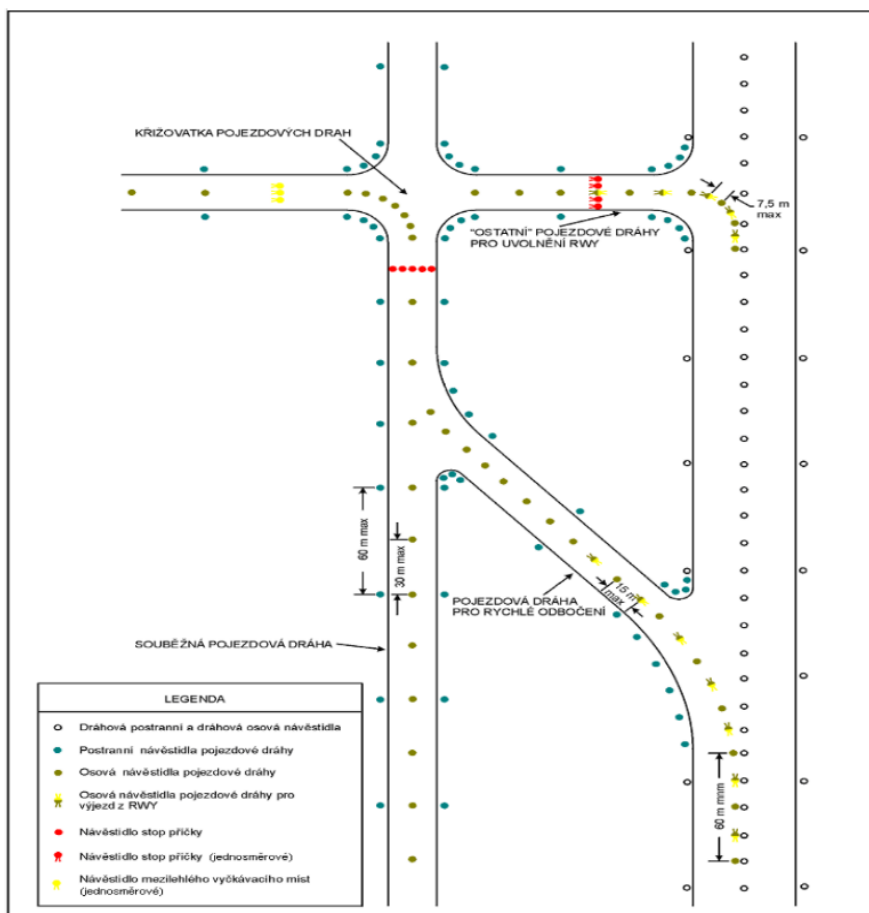 KŘIŽOVATKA POJEZDOVÝCH DRAH
7,5 m
max
"OSTATNÍ" POJEZDOVÉ DRÁHY
PRO UVOLNĚNÍ RWY
60 m max
30 m max
15 m
max
POJEZDOVÁ DRÁHA
PRO RYCHLÉ ODBOČENÍ
SOUBĚŽNÁ POJEZDOVÁ DRÁHA
60 m mnm
LEGENDA
Dráhová postranní a dráhová osová návěstidla
Postranní návěstidla pojezdové dráhy
Osová návěstidla pojezdové dráhy
Osová návěstidla pojezdové dráhy pro
výjezd z RWY
Návěstidlo stop příčky
Návěstidlo stop příčky (jednosměrové)
Návěstidlo mezilehlého vyčkávacího míst
(jednosměrové)